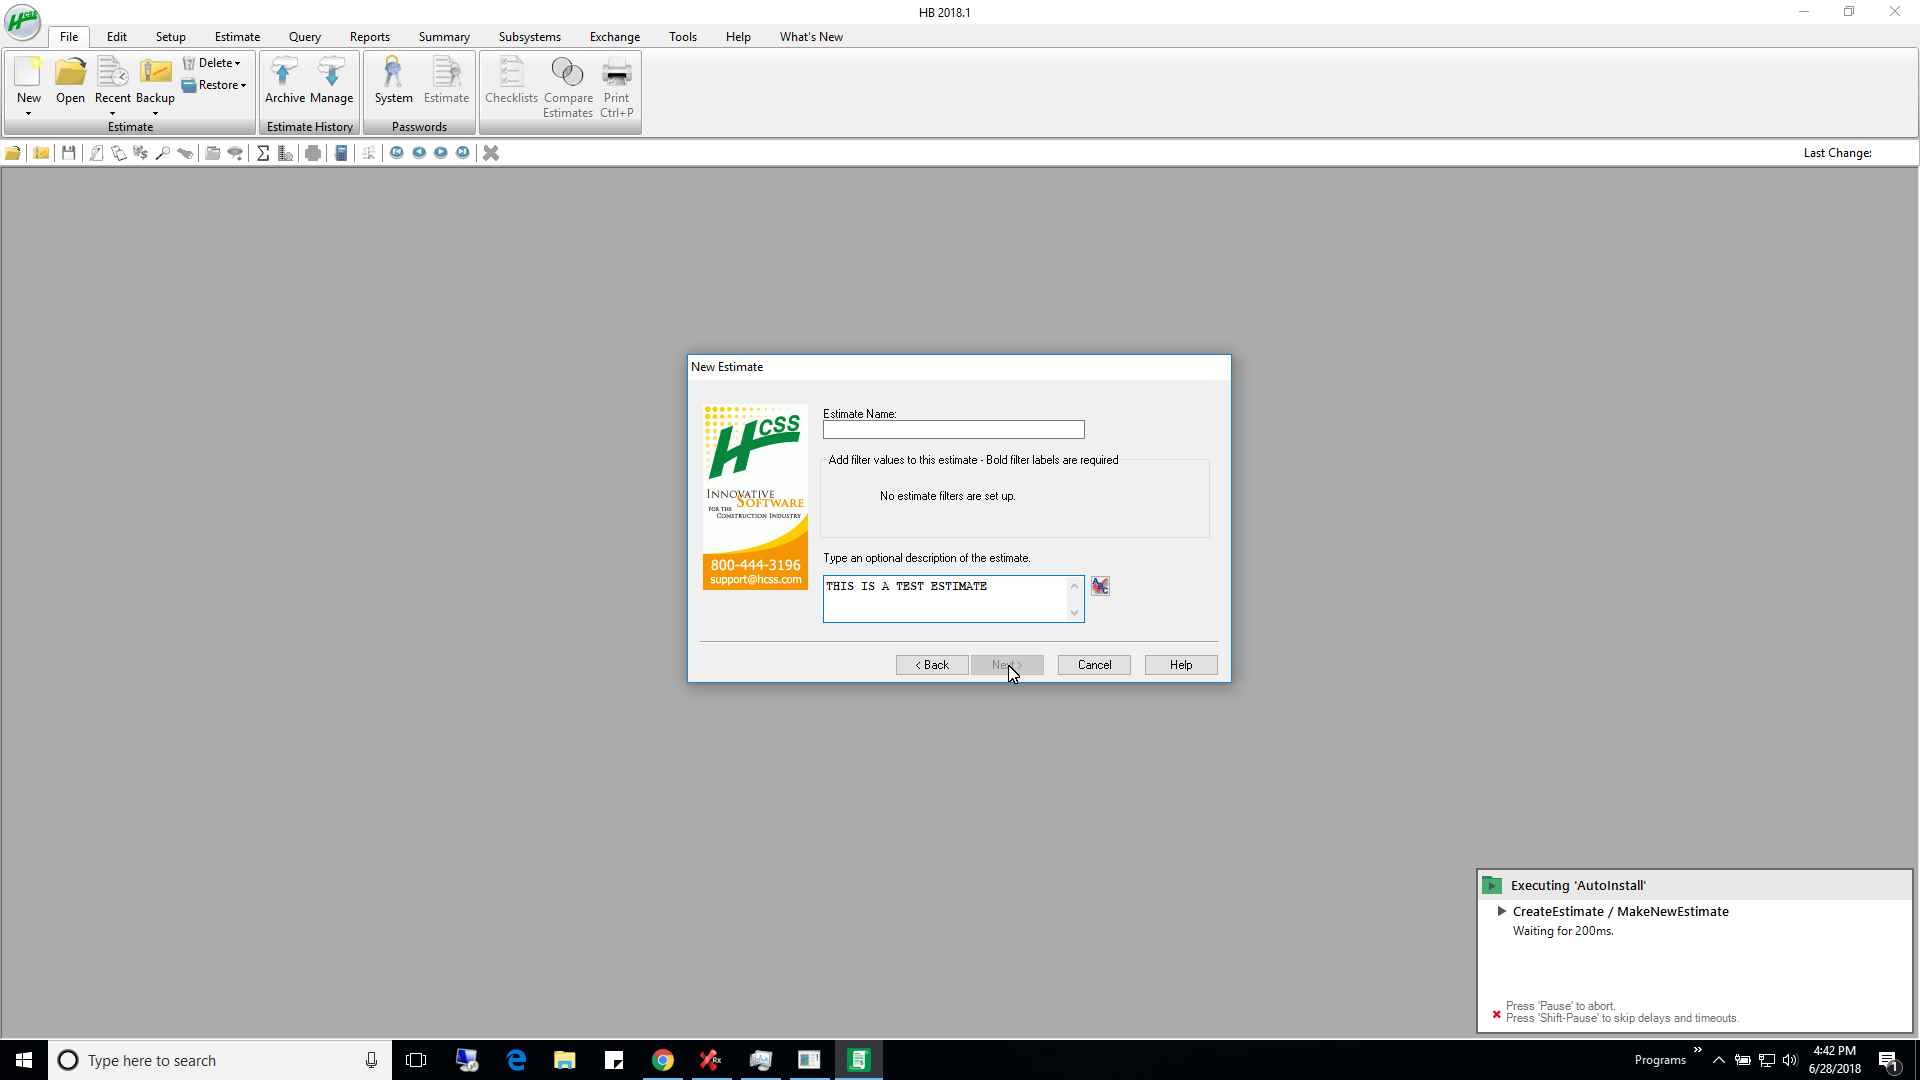 HB 2018.1
File Edit Setup Estimate Query Reports Summary Subsystems Exchange Tools Help What's New
New Open Recent Backup Delete Restore
Archive Manage System Estimate Checklists Compare Estimates Print Ctrl+P
Estimate Estimate History Passwords
Last Change:
New Estimate
HCSS
INNOVATIVE
SOFTWARE
FOR THE
CONSTRUCTION INDUSTRY
800-444-3196
support@hcss.com
Estimate Name:
Add filter values to this estimate - Bold filter labels are required
No estimate filters are set up.
Type an optional description of the estimate.
THIS IS A TEST ESTIMATE
< Back Next > Cancel Help
Executing 'AutoInstall'
CreateEstimate / MakeNewEstimate
Waiting for 200ms.
Press 'Pause' to abort.
Press 'Shift-Pause' to skip delays and timeouts.
Type here to search
Programs
4:42 PM
6/28/2018
1